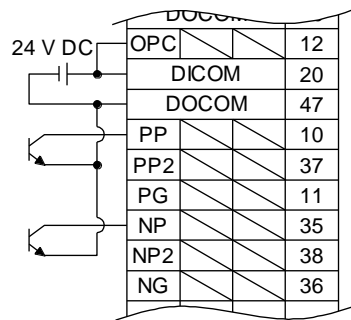 DOCOM
24 V DC
OPC 12
DICOM 20
DOCOM 47
PP 10
PP2 37
PG 11
NP 35
NP2 38
NG 36